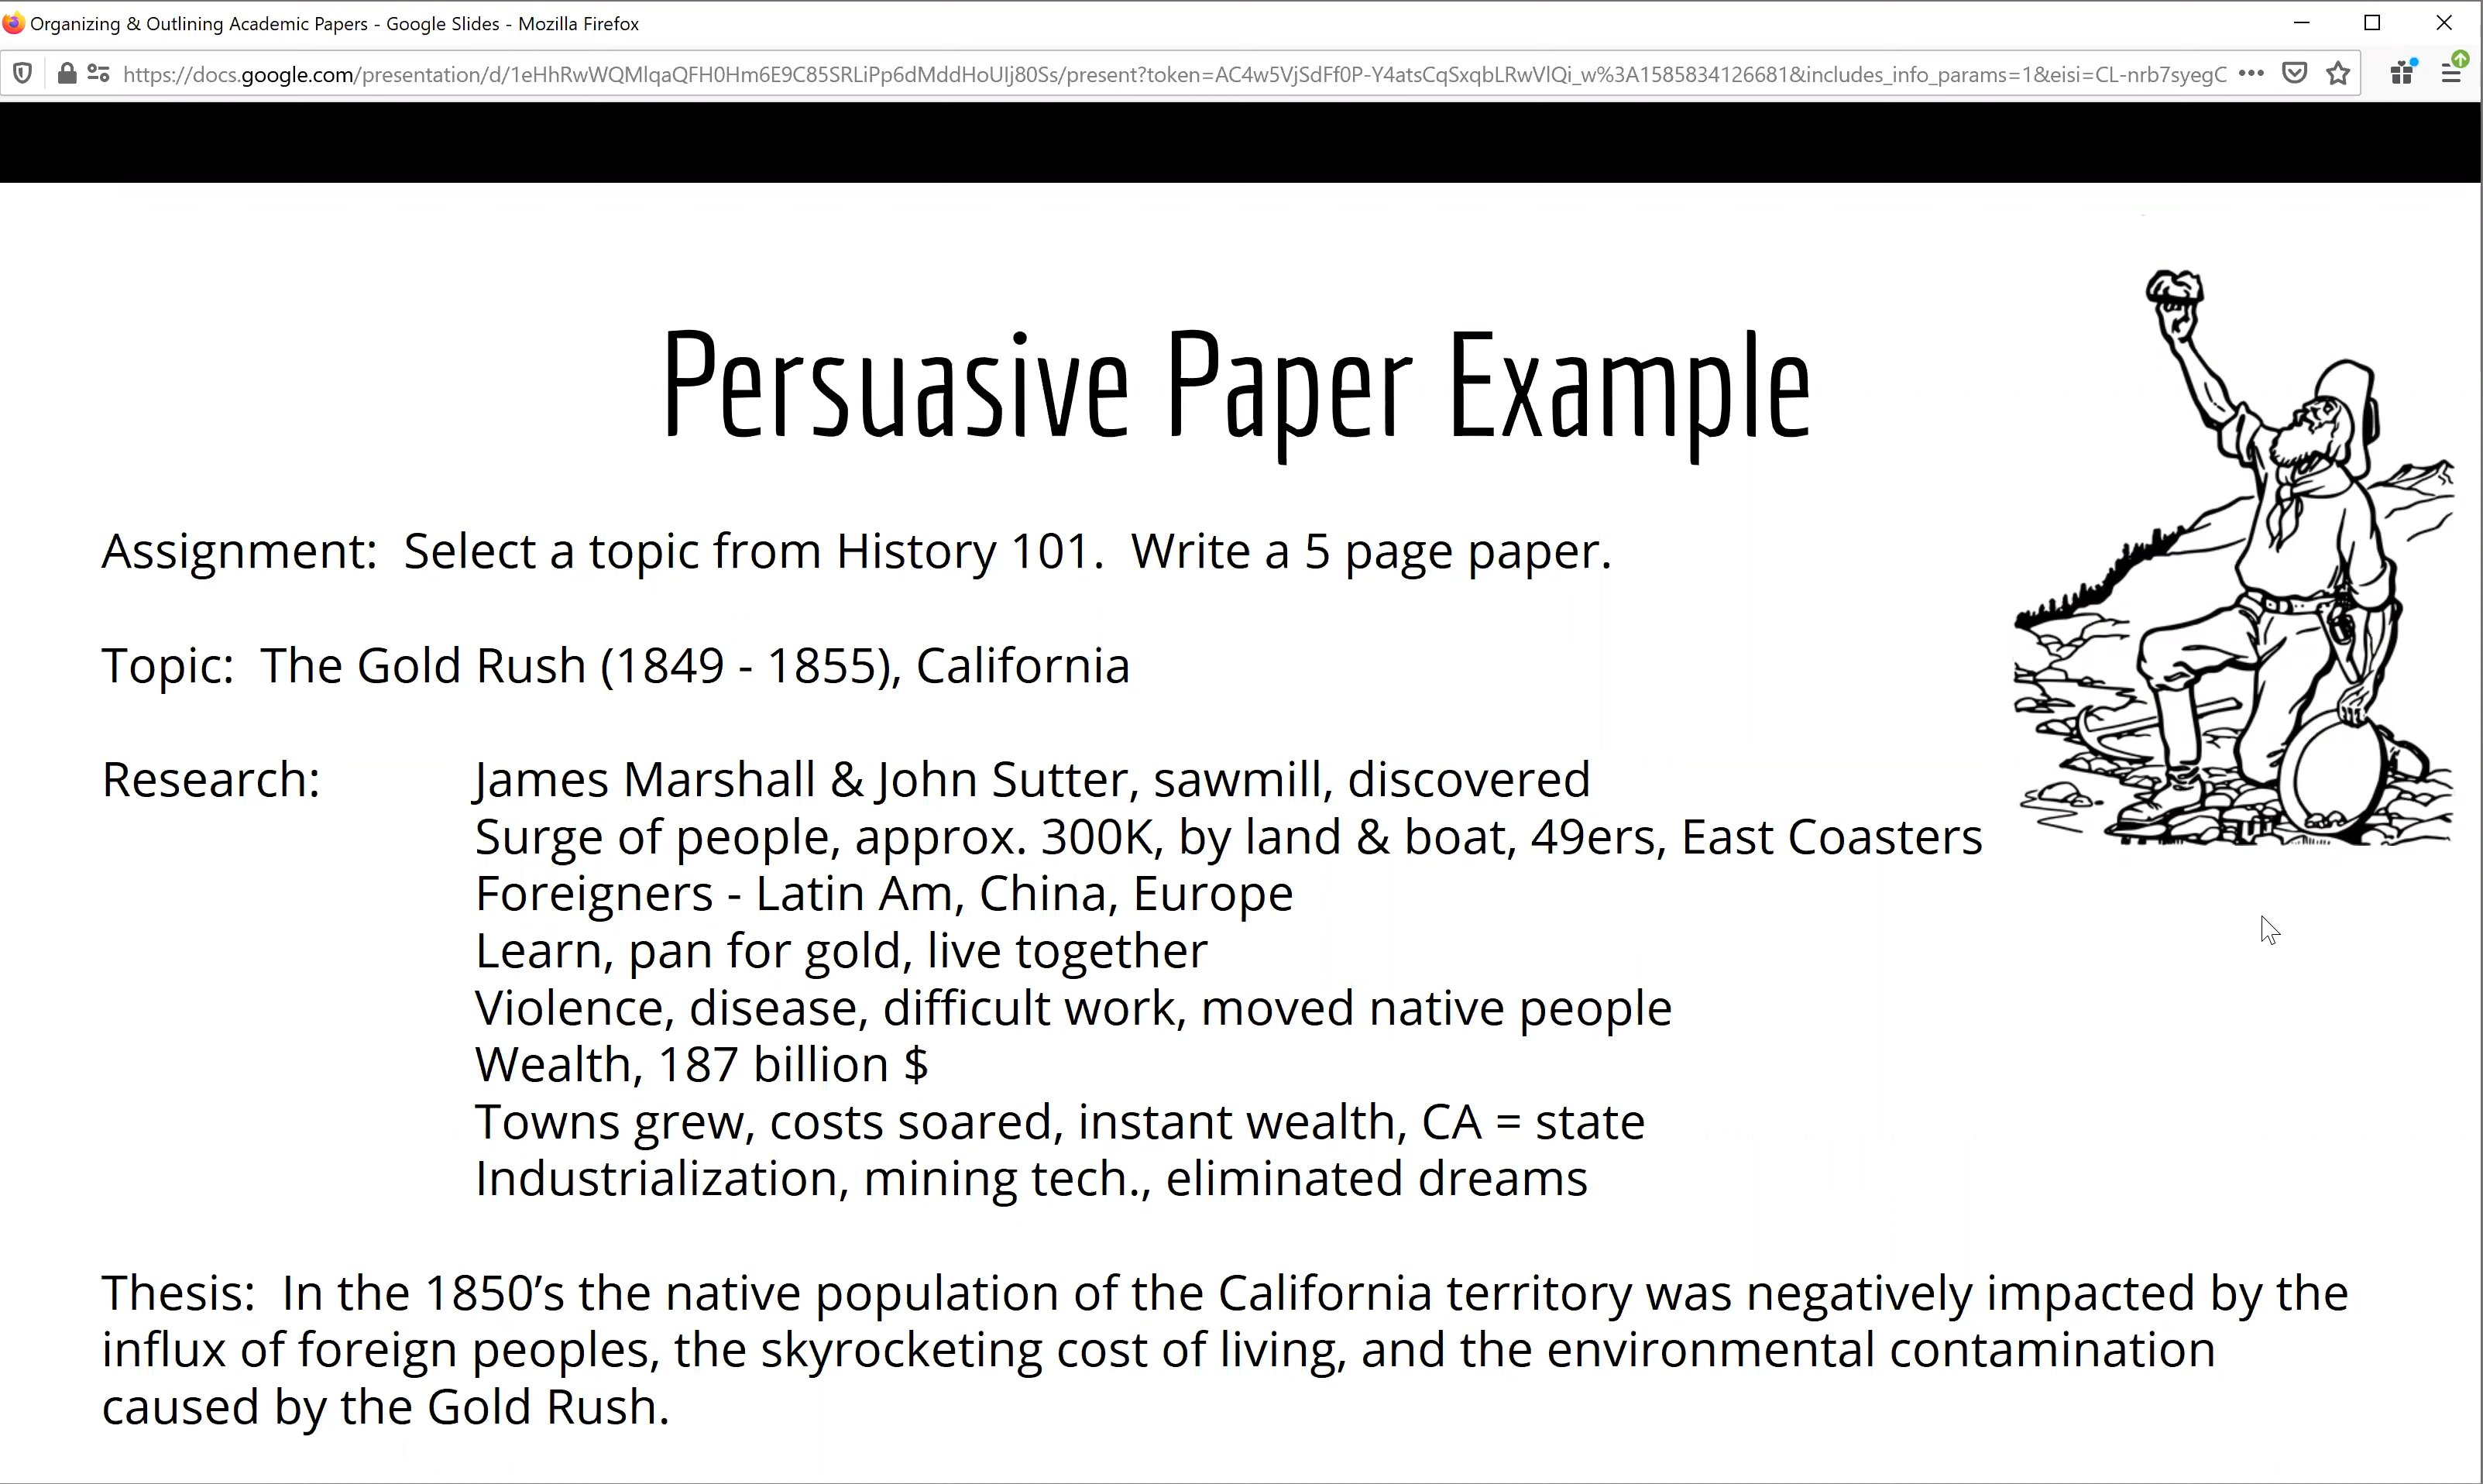 Organizing & Outlining Academic Papers - Google Slides - Mozilla Firefox
https://docs.google.com/presentation/d/1eHhRwWQMlqaQFH0Hm6E9C85SRLiPp6dMddHoUIj80Ss/present?token=AC4w5VjSdFf0P-Y4atsCqSxqbLRwVlQi_w%3A1585834126681&includes_info_params=1&eisi=CL-nrb7syegC
Persuasive Paper Example
Assignment: Select a topic from History 101. Write a 5 page paper.
Topic: The Gold Rush (1849 - 1855), California
Research: James Marshall & John Sutter, sawmill, discovered
Surge of people, approx. 300K, by land & boat, 49ers, East Coasters
Foreigners - Latin Am, China, Europe
Learn, pan for gold, live together
Violence, disease, difficult work, moved native people
Wealth, 187 billion $
Towns grew, costs soared, instant wealth, CA = state
Industrialization, mining tech., eliminated dreams
Thesis: In the 1850’s the native population of the California territory was negatively impacted by the
influx of foreign peoples, the skyrocketing cost of living, and the environmental contamination
caused by the Gold Rush.